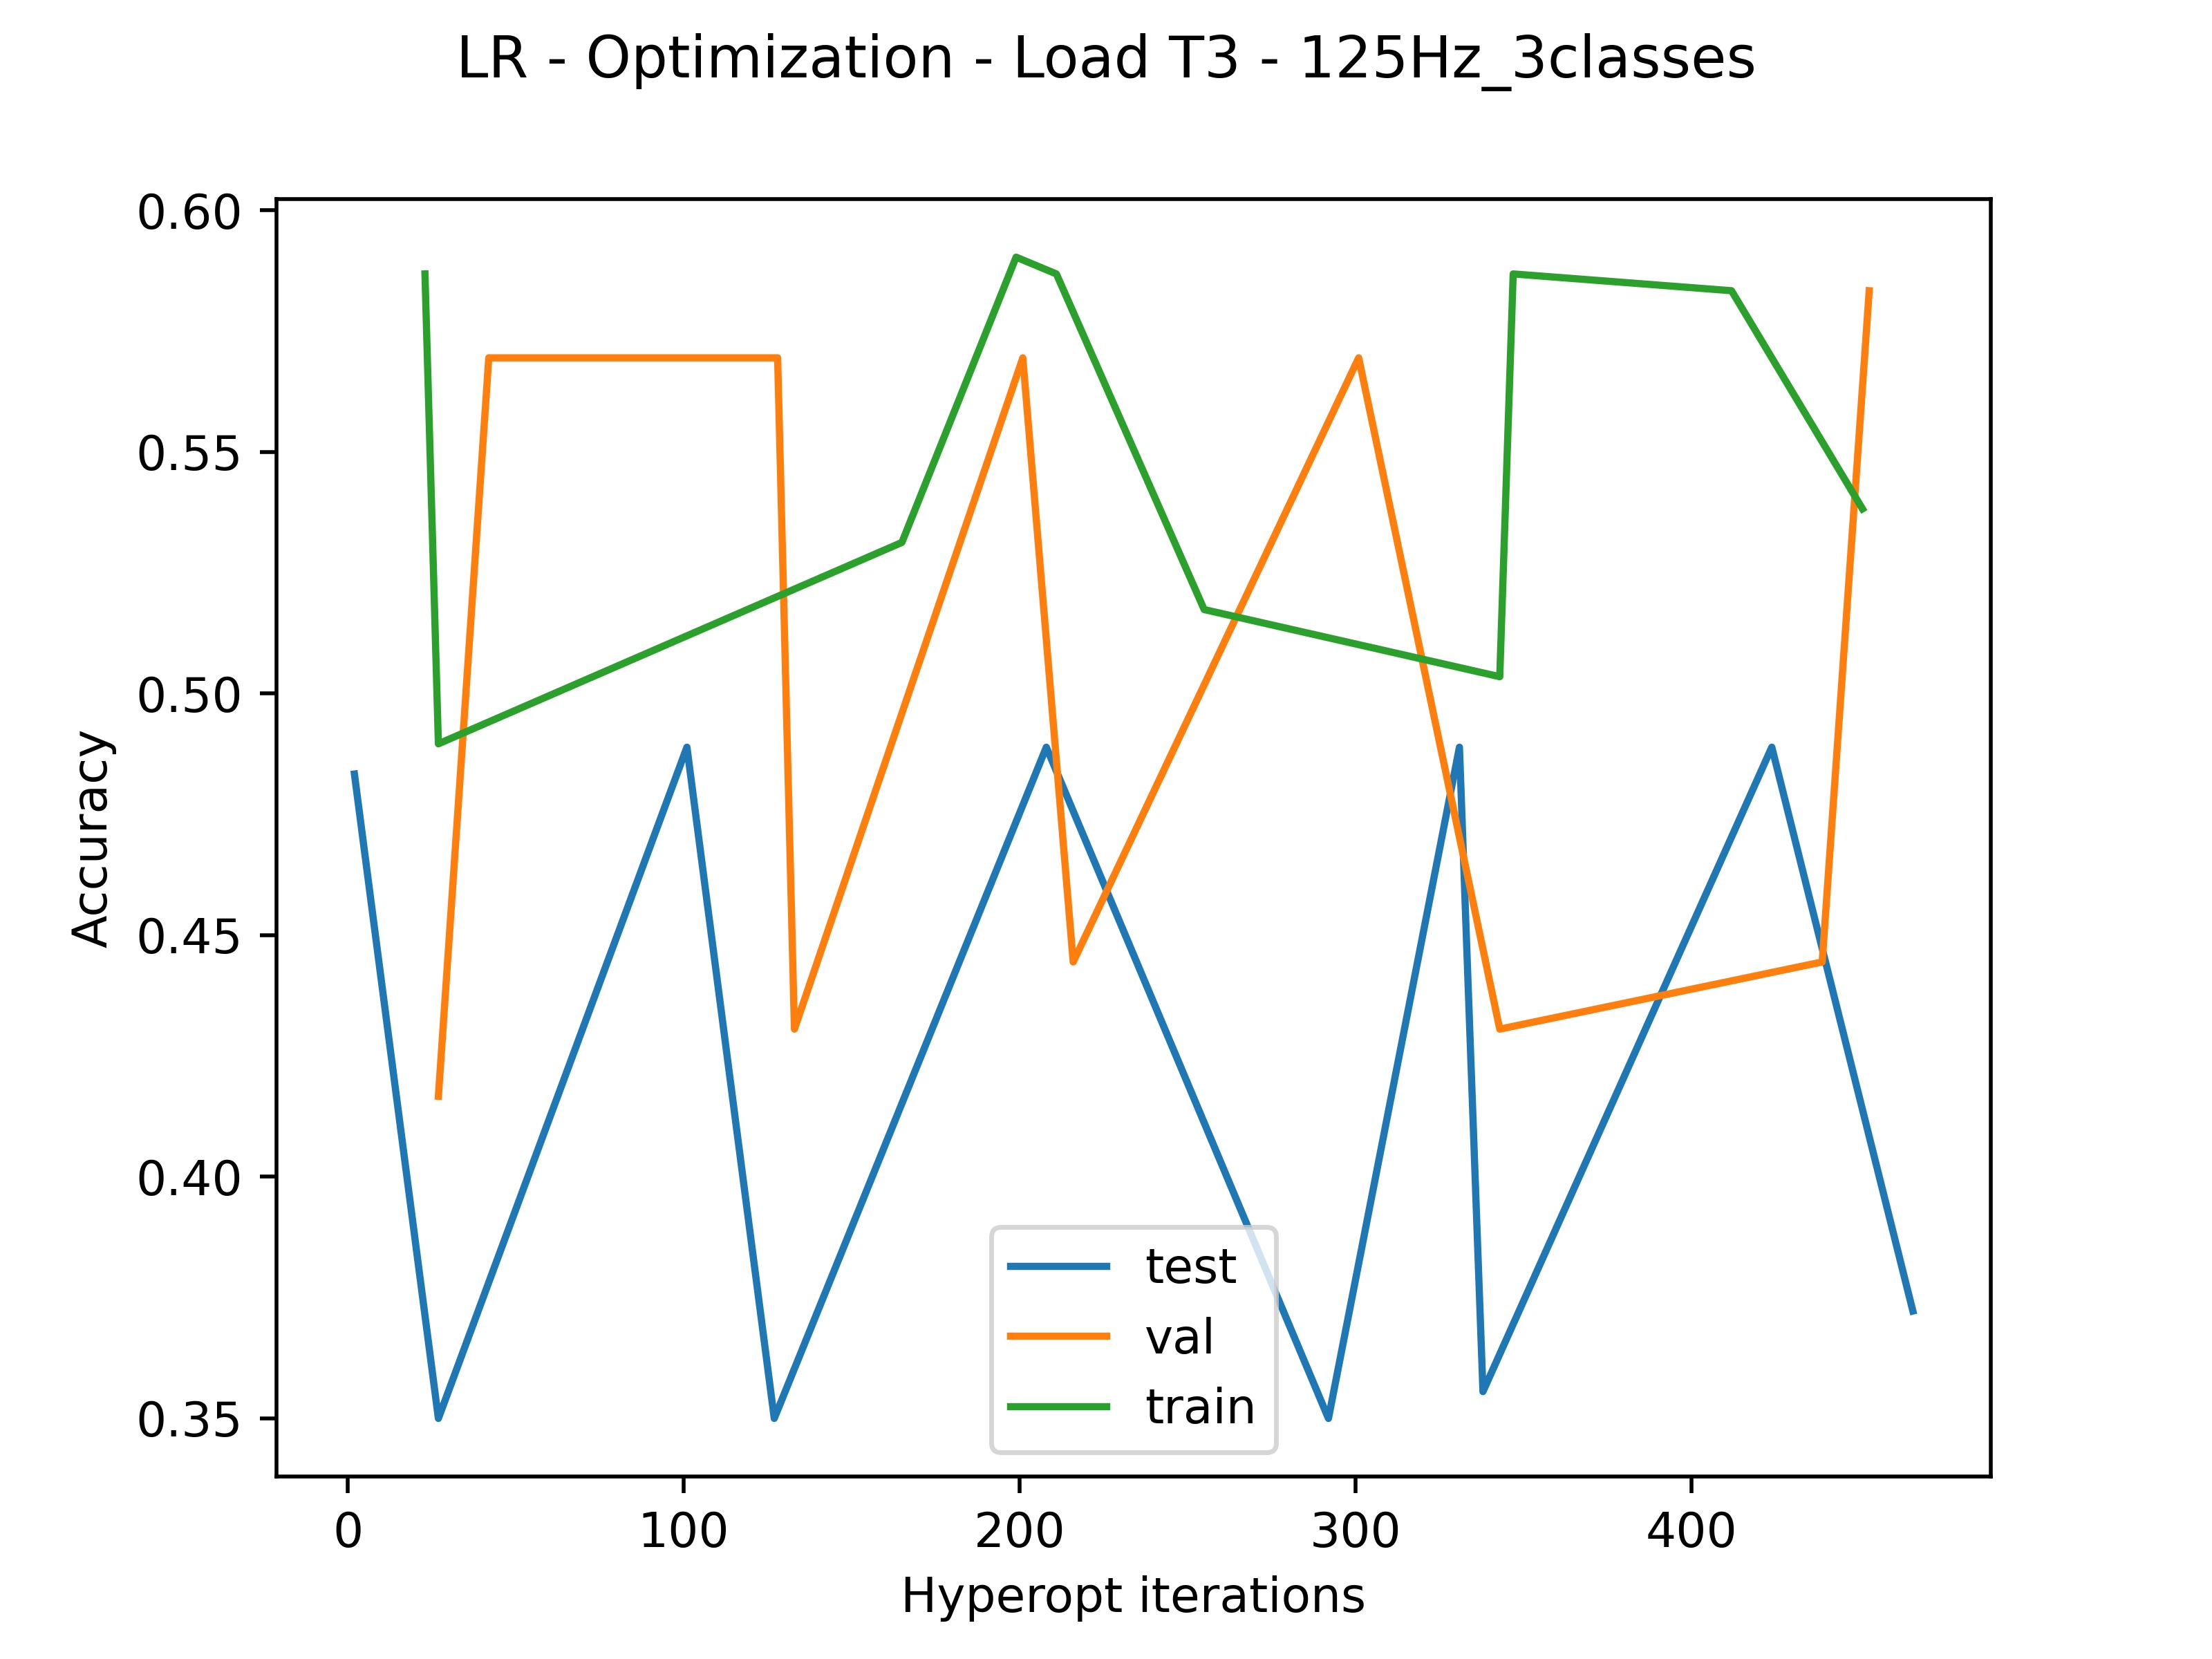 LR - Optimization - Load T3 - 125Hz_3classes
0.60
0.55
0.50
0.45
0.40
0.35
Accuracy
test
val
train
0 100 200 300 400
Hyperopt iterations